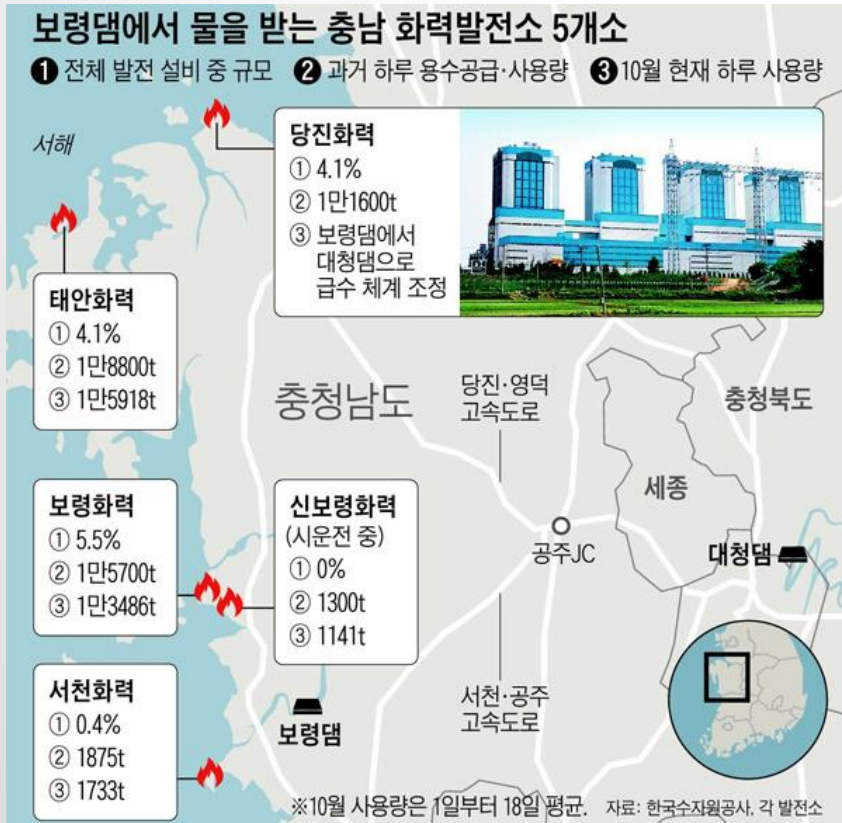 보령댐에서 물을 받는 충남 화력발전소 5개소
❶ 전체 발전 설비 중 규모 ❷ 과거 하루 용수공급·사용량 ❸ 10월 현재 하루 사용량
서해
당진화력
① 4.1%
② 1만1600t
③ 보령댐에서
대청댐으로
급수 체계 조정
태안화력
① 4.1%
② 1만8800t
③ 1만5918t
충청남도
당진·영덕
고속도로
충청북도
세종
보령화력
① 5.5%
② 1만5700t
③ 1만3486t
신보령화력
(시운전 중)
① 0%
② 1300t
③ 1141t
공주JC
대청댐
서천화력
① 0.4%
② 1875t
③ 1733t
보령댐
서천·공주
고속도로
※10월 사용량은 1일부터 18일 평균. 자료: 한국수자원공사, 각 발전소